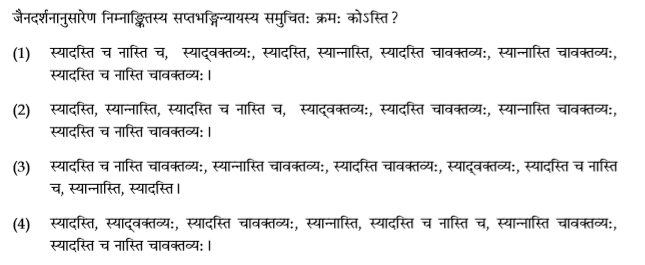 जैनदर्शनानुसारेण निम्नाङ्कितस्य सप्तभङ्गिन्यायस्य समुचितः क्रमः कोऽस्ति ?
(1) स्यादस्ति च नास्ति च, स्याद्वक्तव्यः, स्यादस्ति, स्यान्नास्ति, स्यादस्ति चावक्तव्यः, स्यान्नास्ति चावक्तव्यः,
स्यादस्ति च नास्ति चावक्तव्यः।
(2) स्यादस्ति, स्यान्नास्ति, स्यादस्ति च नास्ति च, स्याद्वक्तव्यः, स्यादस्ति चावक्तव्यः, स्यान्नास्ति चावक्तव्यः,
स्यादस्ति च नास्ति चावक्तव्यः।
(3) स्यादस्ति च नास्ति चावक्तव्यः, स्यान्नास्ति चावक्तव्यः, स्यादस्ति चावक्तव्यः, स्याद्वक्तव्यः, स्यादस्ति च नास्ति
च, स्यान्नास्ति, स्यादस्ति।
(4) स्यादस्ति, स्याद्वक्तव्यः, स्यादस्ति चावक्तव्यः, स्यान्नास्ति, स्यादस्ति च नास्ति च, स्यान्नास्ति चावक्तव्यः,
स्यादस्ति च नास्ति चावक्तव्यः।